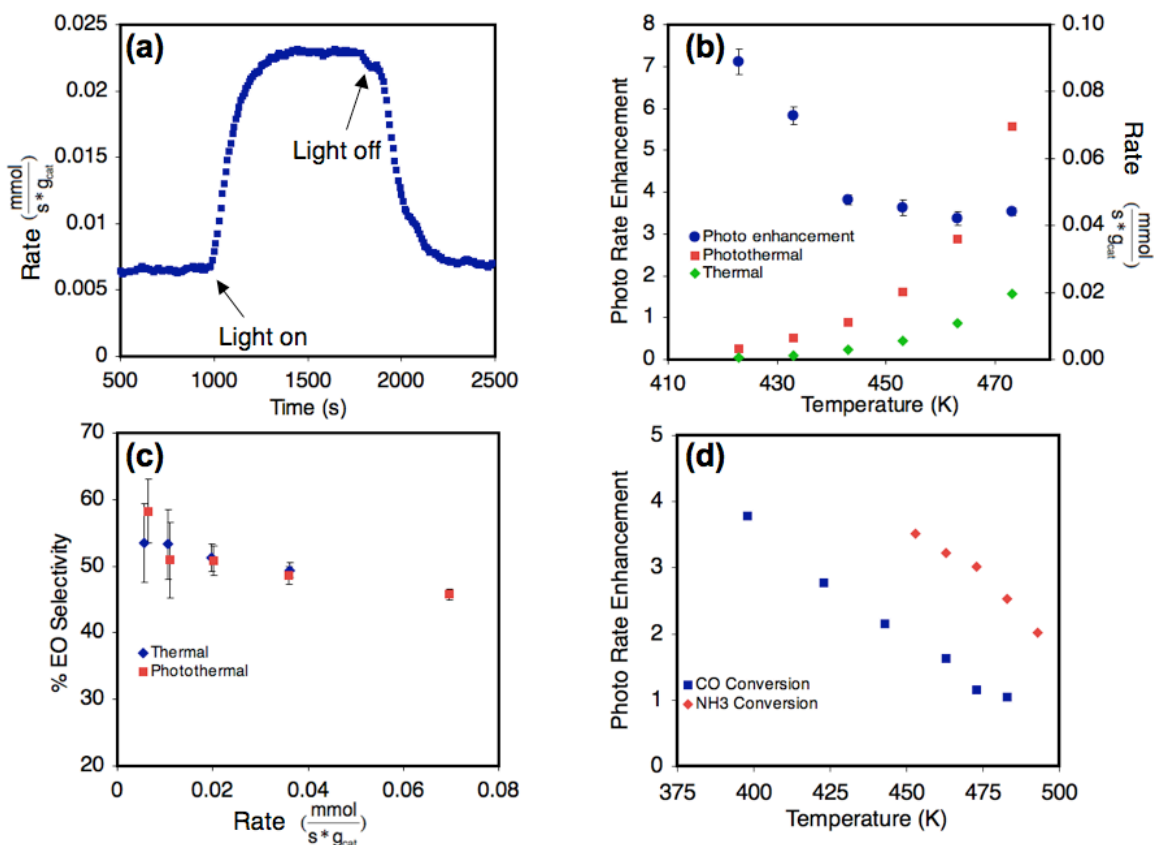 (a)
0.025
0.02
0.015
0.01
0.005
0
Rate (mmol / s * g_cat)
Light on
Light off
500 1000 1500 2000 2500
Time (s)
(b)
8
7
6
5
4
3
2
1
0
Photo Rate Enhancement
Photo enhancement
Photothermal
Thermal
0.10
0.08
0.06
0.04
0.02
0.00
Rate (mmol / s * g_cat)
410 430 450 470
Temperature (K)
(c)
70
60
50
40
30
20
% EO Selectivity
Thermal
Photothermal
0 0.02 0.04 0.06 0.08
Rate (mmol / s * g_cat)
(d)
5
4
3
2
1
0
Photo Rate Enhancement
CO Conversion
NH3 Conversion
375 400 425 450 475 500
Temperature (K)